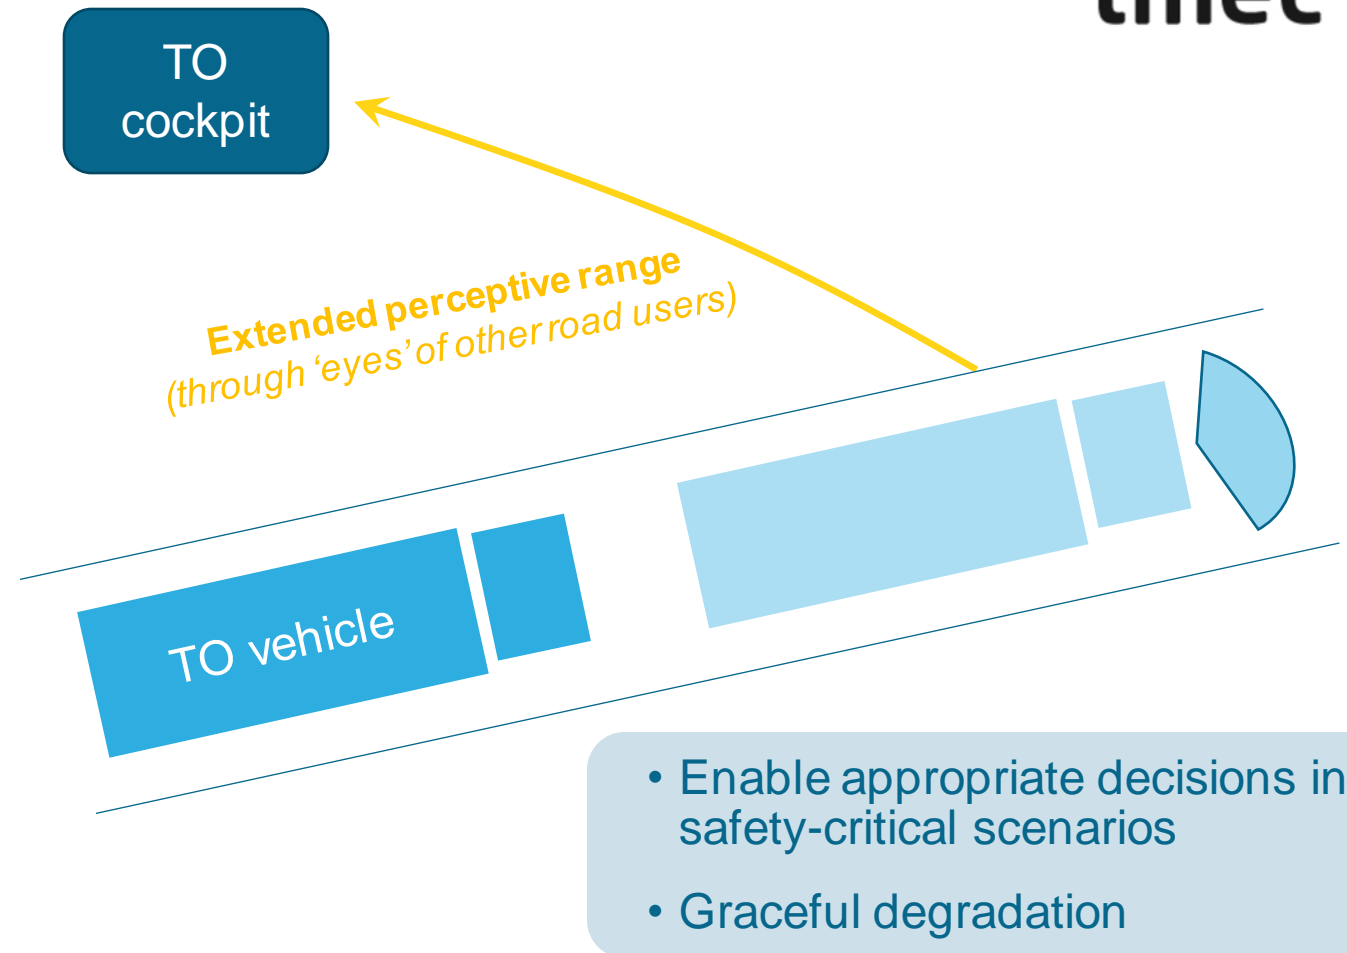 TO
cockpit
Extended perceptive range
(through ‘eyes’ of other road users)
TO vehicle
• Enable appropriate decisions in
safety-critical scenarios
• Graceful degradation